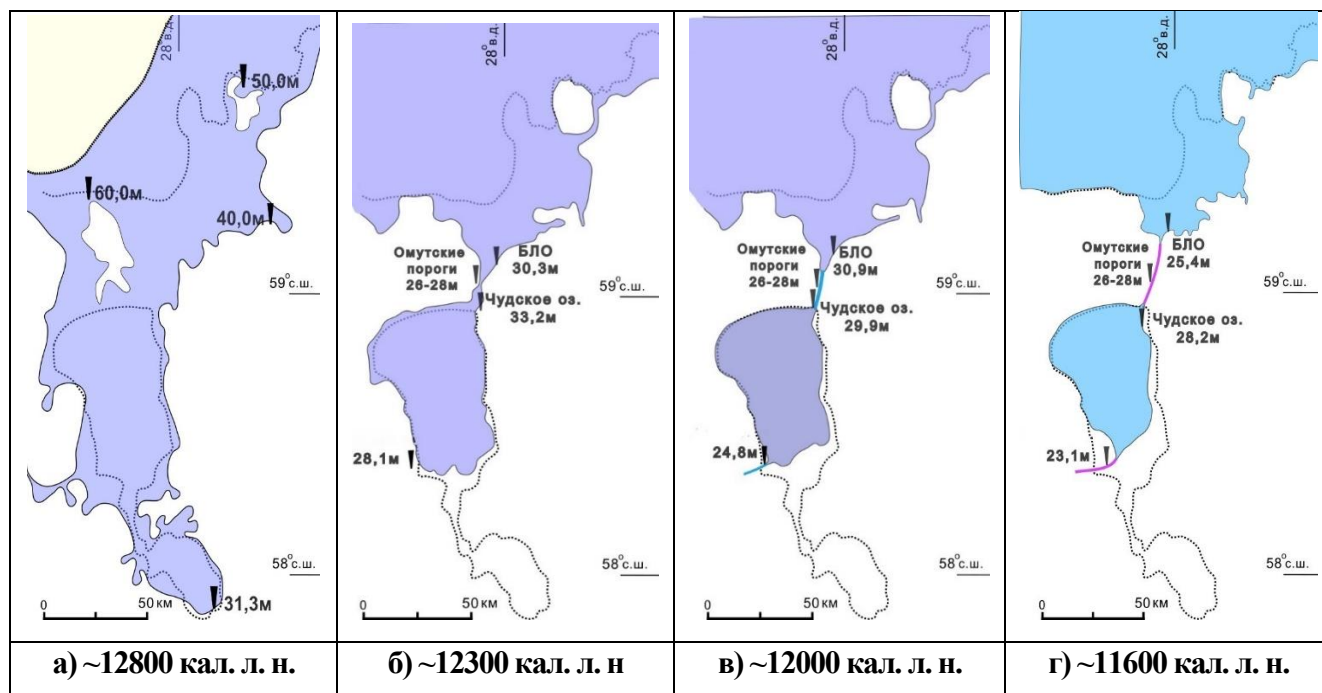 28° в.д.
50,0м
60,0м
40,0м
31,3м
0
50 км
28° в.д.
Омутские
пороги
26-28м
БЛО
30,3м
59° с.ш.
Чудское оз.
33,2м
28,1м
58° с.ш.
0
50 км
28° в.д.
Омутские
пороги
26-28м
БЛО
30,9м
59° с.ш.
Чудское оз.
29,9м
24,8м
58° с.ш.
0
50 км
28° в.д.
Омутские
пороги
26-28м
БЛО
25,4м
59° с.ш.
Чудское оз.
28,2м
23,1м
58° с.ш.
0
50 км
59° с.ш.
58° с.ш.
а) ~12800 кал. л. н.
б) ~12300 кал. л. н
в) ~12000 кал. л. н.
г) ~11600 кал. л. н.